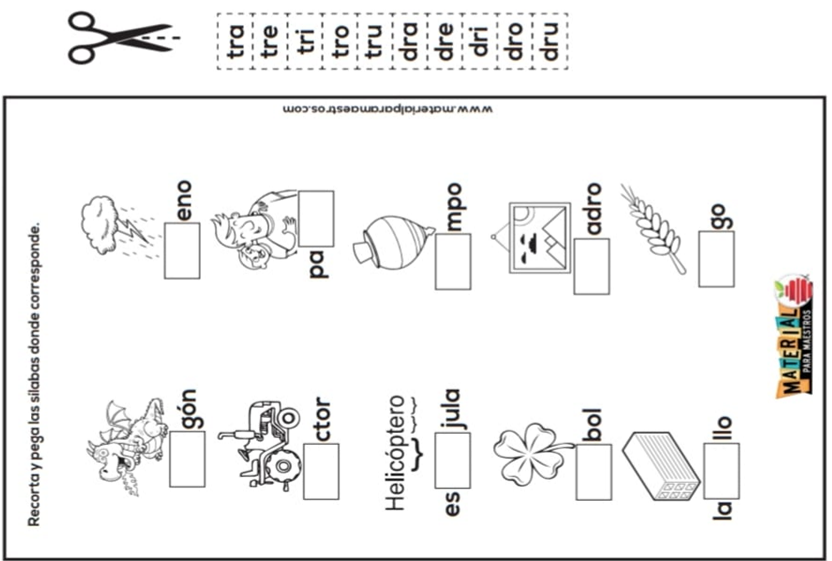 Recorta y pega las sílabas donde corresponde.
gón
eno
ctor
pa
Helicóptero
es jula
mpo
bol
adro
la llo
go
MATERIAL
PARA MAESTROS
www.materialparamaestros.com
tra
tre
tri
tro
tru
dra
dre
dri
dro
dru